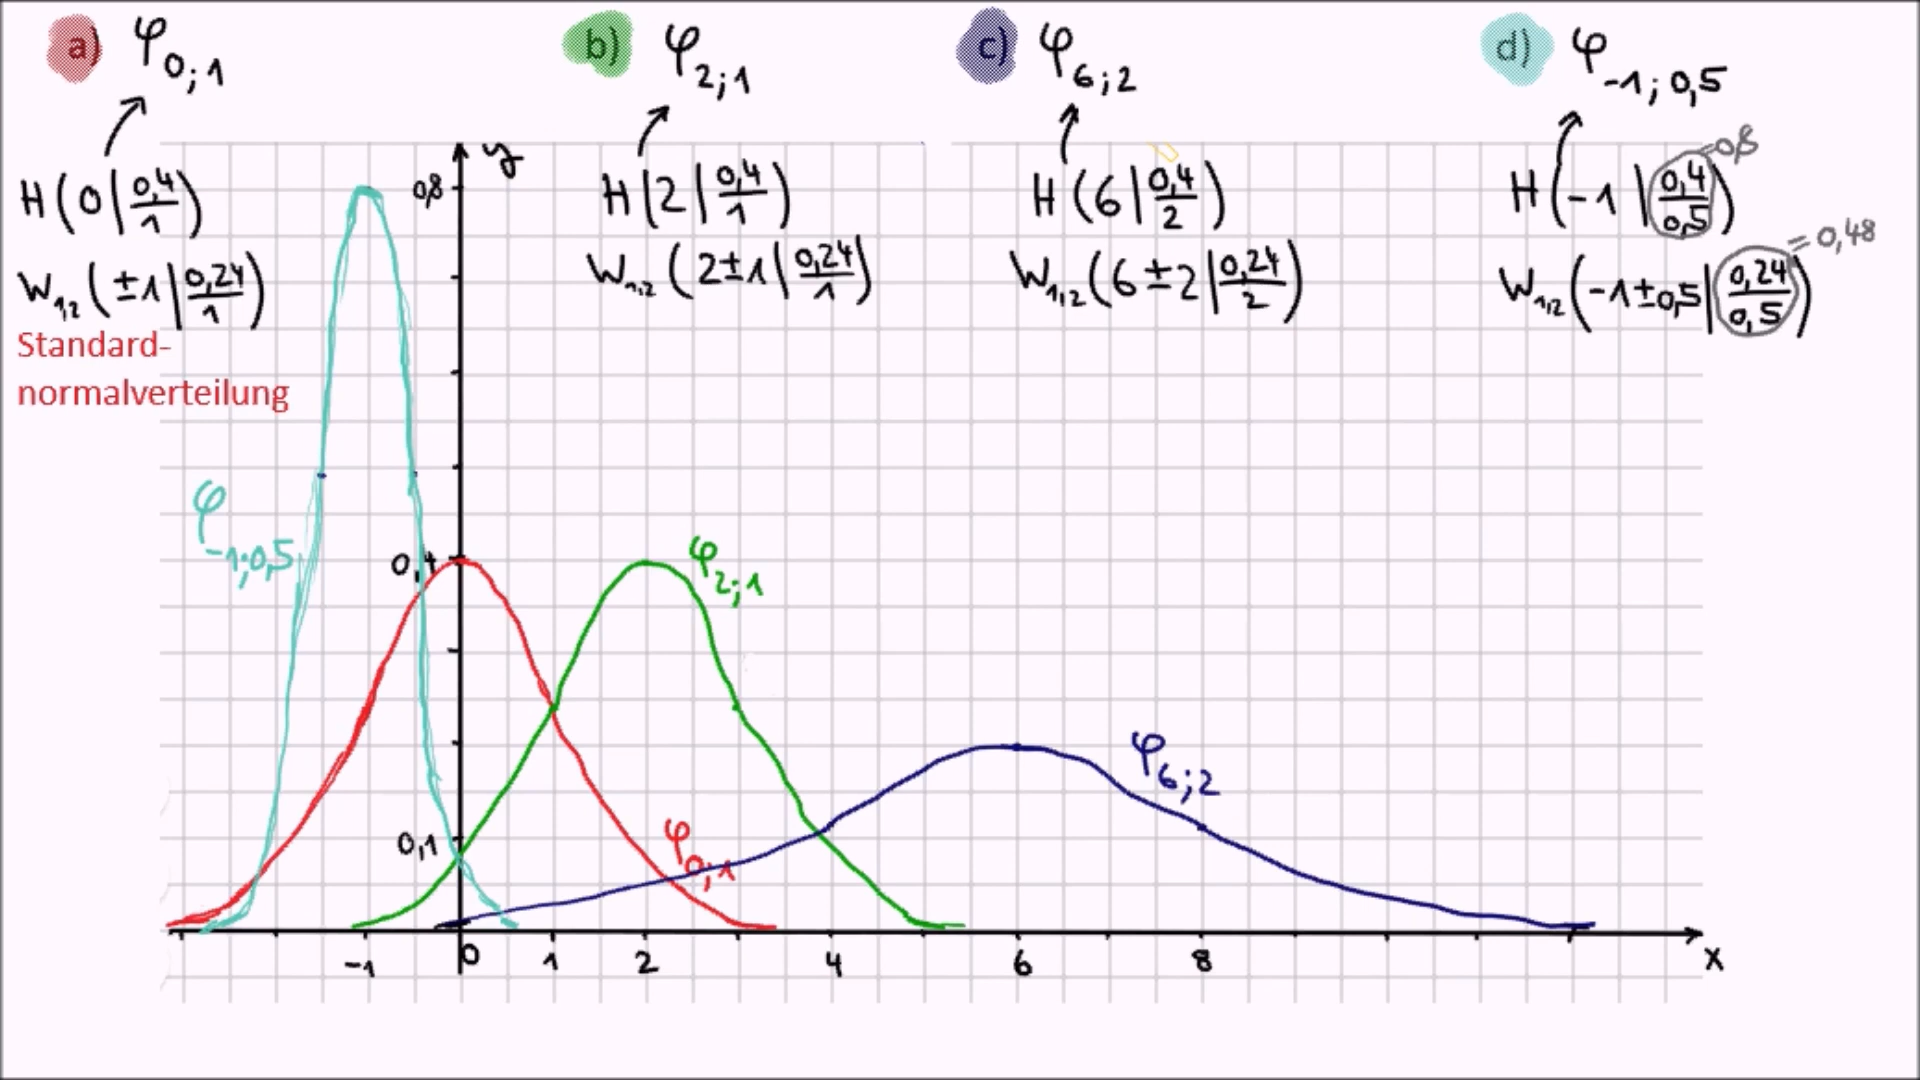 a) φ0;1
b) φ2;1
c) φ6;2
d) φ-1;0,5
H(0|0,4/1)
H(2|0,4/1)
H(6|0,4/2)
H(-1|0,4/0,5) =0,8
W1,2(±1|0,24/1)
W1,2(2±1|0,24/1)
W1,2(6±2|0,24/2)
W1,2(-1±0,5|0,24/0,5) =0,48
Standard-
normalverteilung
y
0,8
0,4
0,1
φ-1;0,5
φ2;1
φ6;2
φ0;1
-1 0 1 2 4 6 8 x